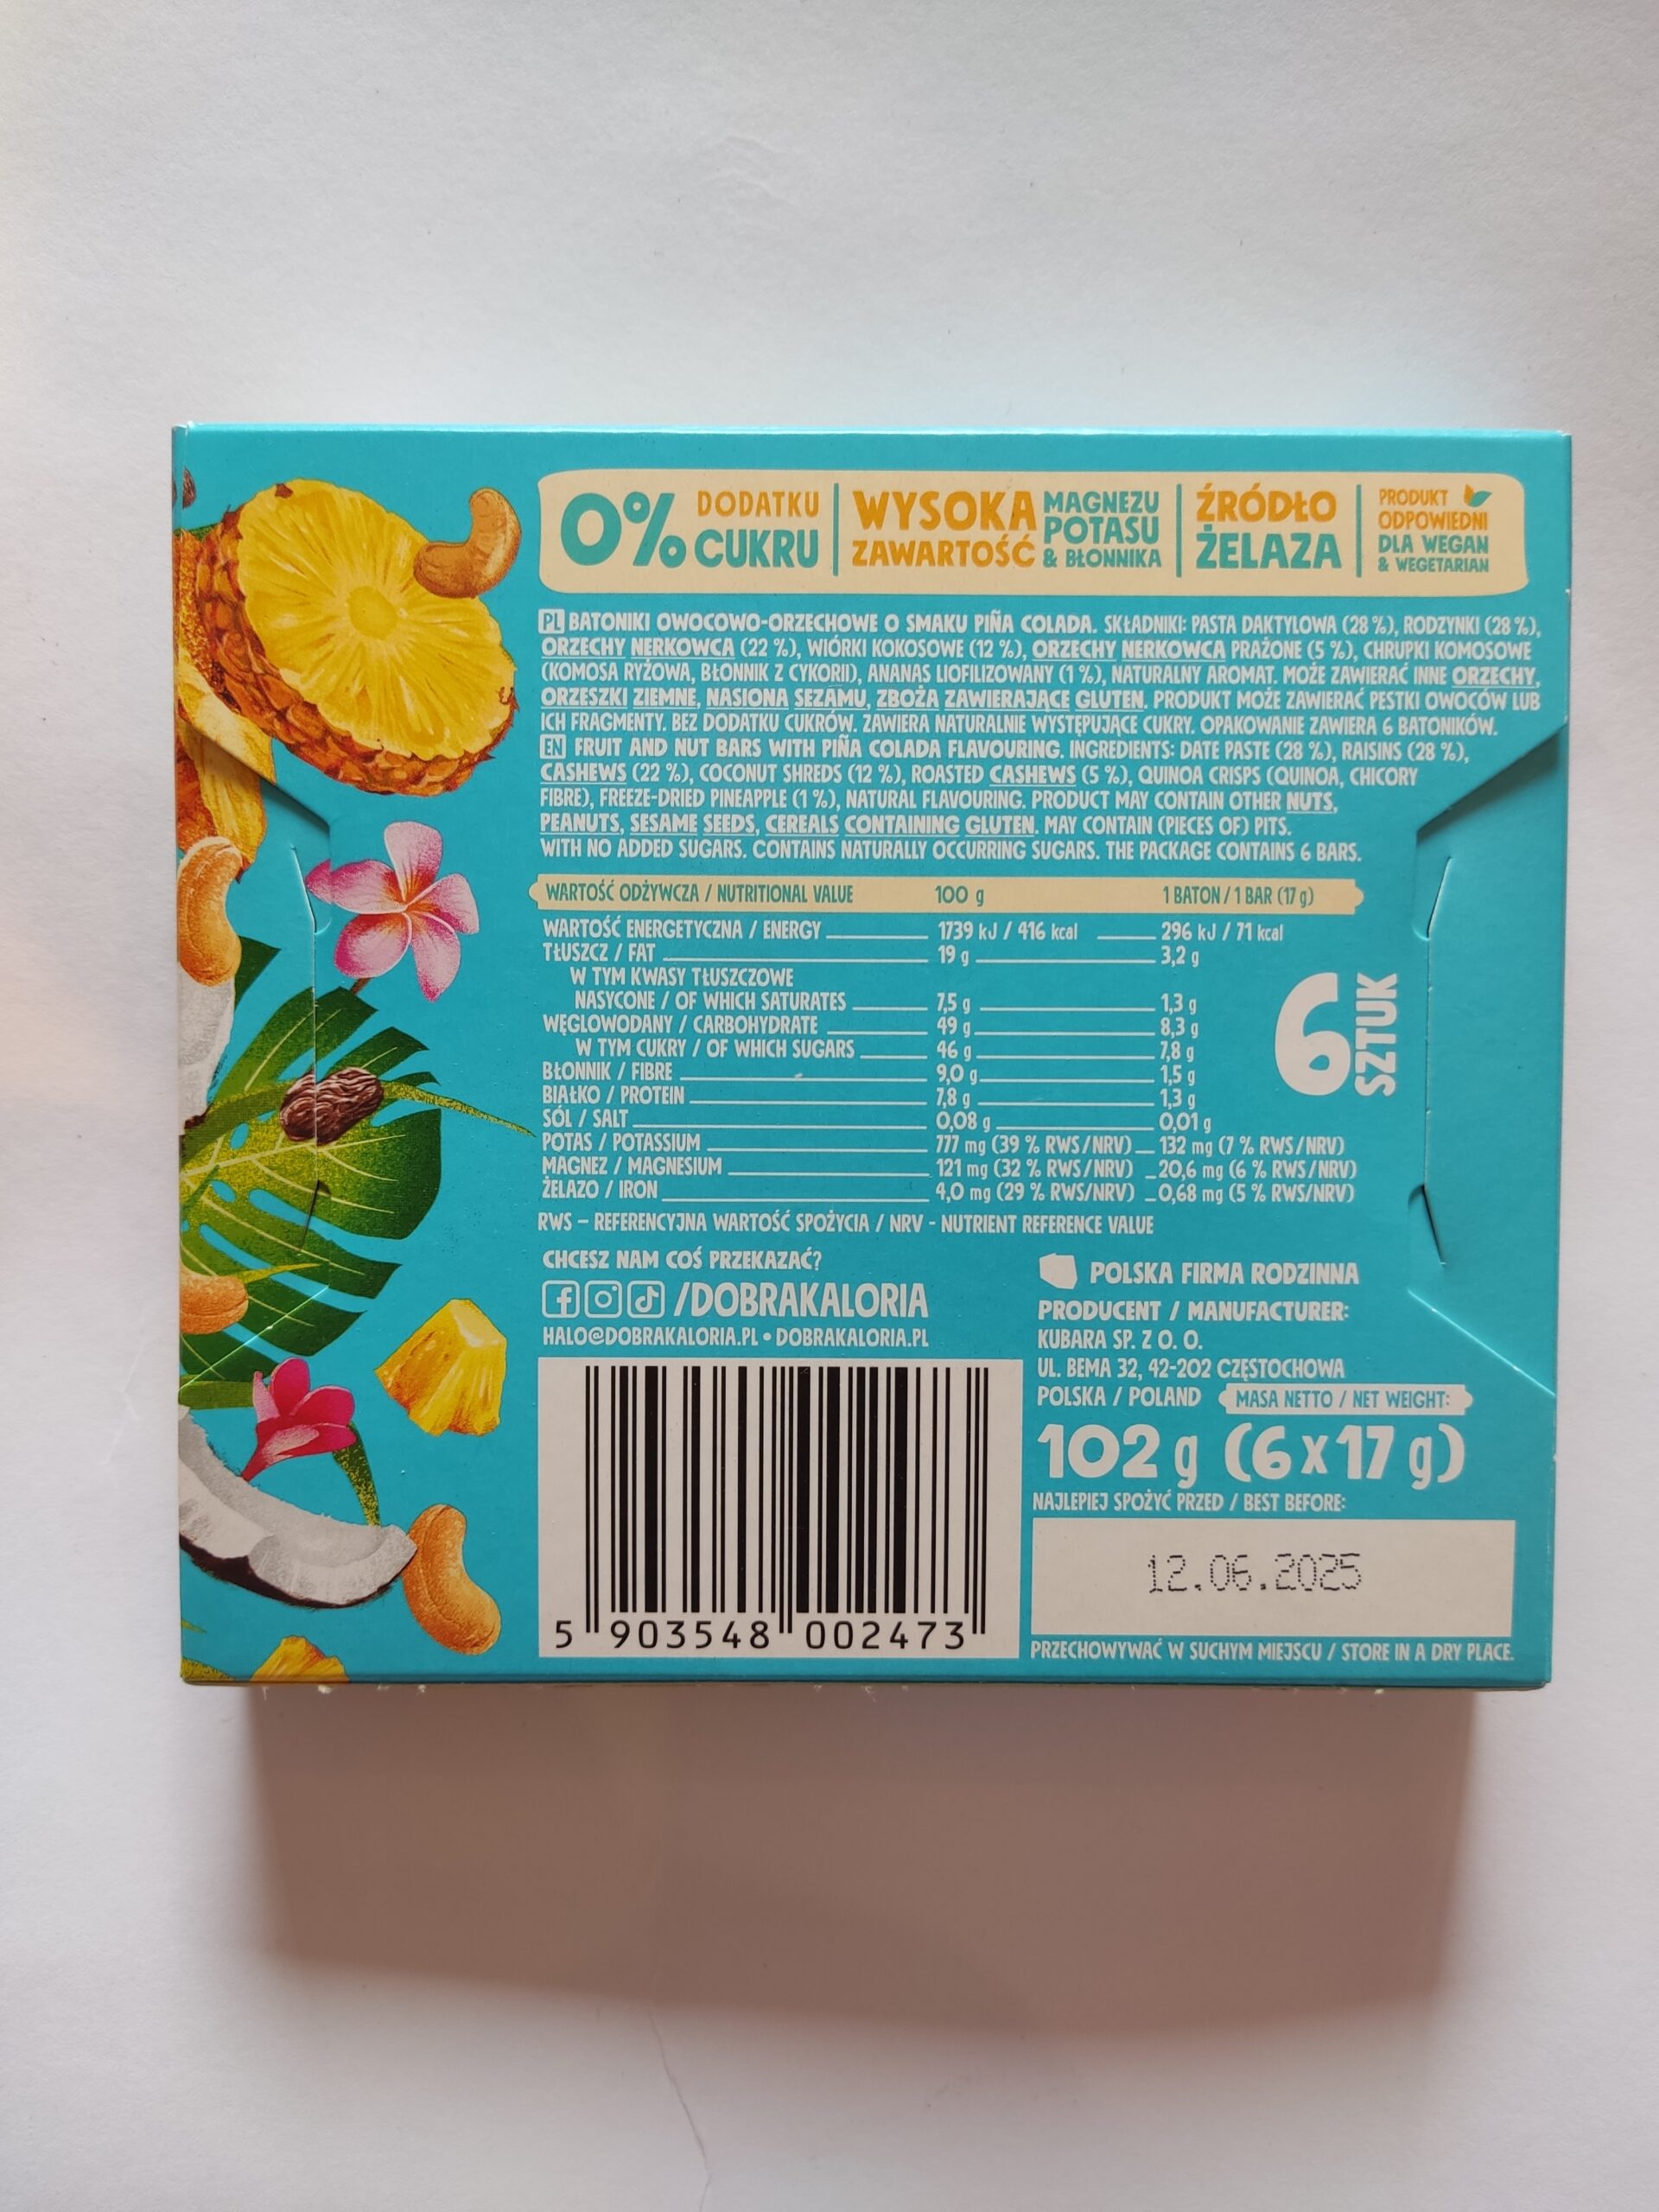 0% DODATKU CUKRU
WYSOKA ZAWARTOŚĆ MAGNEZU POTASU & BŁONNIKA
ŹRÓDŁO ŻELAZA
PRODUKT ODPOWIEDNI DLA WEGAN & WEGETARIAN
PL BATONIKI OWOCOWO-ORZECHOWE O SMAKU PIÑA COLADA. SKŁADNIKI: PASTA DAKTYLOWA (28 %), RODZYNKI (28 %),
ORZECHY NERKOWCA (22 %), WIÓRKI KOKOSOWE (12 %), ORZECHY NERKOWCA PRAŻONE (5 %), CHRUPKI KOMOSOWE
(KOMOSA RYŻOWA, BŁONNIK Z CYKORII), ANANAS LIOFILIZOWANY (1 %), NATURALNY AROMAT. MOŻE ZAWIERAĆ INNE ORZECHY,
ORZESZKI ZIEMNE, NASIONA SEZAMU, ZBOŻA ZAWIERAJĄCE GLUTEN. PRODUKT MOŻE ZAWIERAĆ PESTKI OWOCÓW LUB
ICH FRAGMENTY. BEZ DODATKU CUKRÓW. ZAWIERA NATURALNIE WYSTĘPUJĄCE CUKRY. OPAKOWANIE ZAWIERA 6 BATONIKÓW.
EN FRUIT AND NUT BARS WITH PIÑA COLADA FLAVOURING. INGREDIENTS: DATE PASTE (28 %), RAISINS (28 %),
CASHEWS (22 %), COCONUT SHREDS (12 %), ROASTED CASHEWS (5 %), QUINOA CRISPS (QUINOA, CHICORY
FIBRE), FREEZE-DRIED PINEAPPLE (1 %), NATURAL FLAVOURING. PRODUCT MAY CONTAIN OTHER NUTS,
PEANUTS, SESAME SEEDS, CEREALS CONTAINING GLUTEN. MAY CONTAIN (PIECES OF) PITS.
WITH NO ADDED SUGARS. CONTAINS NATURALLY OCCURRING SUGARS. THE PACKAGE CONTAINS 6 BARS.
WARTOŚĆ ODŻYWCZA / NUTRITIONAL VALUE 100 g 1 BATON / 1 BAR (17 g)
WARTOŚĆ ENERGETYCZNA / ENERGY 1739 kJ / 416 kcal 296 kJ / 71 kcal
TŁUSZCZ / FAT 19 g 3,2 g
W TYM KWASY TŁUSZCZOWE
NASYCONE / OF WHICH SATURATES 7,5 g 1,3 g
WĘGLOWODANY / CARBOHYDRATE 49 g 8,3 g
W TYM CUKRY / OF WHICH SUGARS 46 g 7,8 g
BŁONNIK / FIBRE 9,0 g 1,5 g
BIAŁKO / PROTEIN 7,8 g 1,3 g
SÓL / SALT 0,08 g 0,01 g
POTAS / POTASSIUM 777 mg (39 % RWS/NRV) 132 mg (7 % RWS/NRV)
MAGNEZ / MAGNESIUM 121 mg (32 % RWS/NRV) 20,6 mg (6 % RWS/NRV)
ŻELAZO / IRON 4,0 mg (29 % RWS/NRV) 0,68 mg (5 % RWS/NRV)
RWS – REFERENCYJNA WARTOŚĆ SPOŻYCIA / NRV - NUTRIENT REFERENCE VALUE
6 SZTUK
CHCESZ NAM COŚ PRZEKAZAĆ?
/DOBRAKALORIA
HALO@DOBRAKALORIA.PL • DOBRAKALORIA.PL
5 903548 002473
POLSKA FIRMA RODZINNA
PRODUCENT / MANUFACTURER:
KUBARA SP. Z O. O.
UL. BEMA 32, 42-202 CZĘSTOCHOWA
POLSKA / POLAND MASA NETTO / NET WEIGHT:
102 g (6 x 17 g)
NAJLEPIEJ SPOŻYĆ PRZED / BEST BEFORE:
12.06.2025
PRZECHOWYWAĆ W SUCHYM MIEJSCU / STORE IN A DRY PLACE.